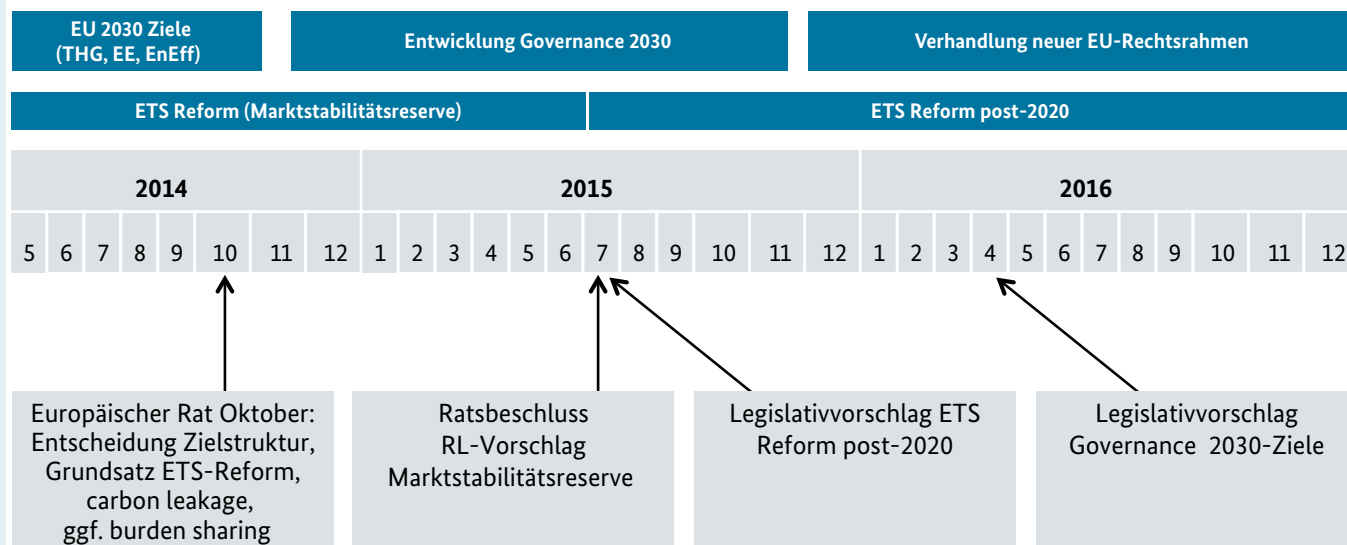 EU 2030 Ziele
(THG, EE, EnEff)
Entwicklung Governance 2030
Verhandlung neuer EU-Rechtsrahmen
ETS Reform (Marktstabilitätsreserve)
ETS Reform post-2020
2014
2015
2016
5 6 7 8 9 10 11 12 1 2 3 4 5 6 7 8 9 10 11 12 1 2 3 4 5 6 7 8 9 10 11 12
Europäischer Rat Oktober:
Entscheidung Zielstruktur,
Grundsatz ETS-Reform,
carbon leakage,
ggf. burden sharing
Ratsbeschluss
RL-Vorschlag
Marktstabilitätsreserve
Legislativvorschlag ETS
Reform post-2020
Legislativvorschlag
Governance 2030-Ziele